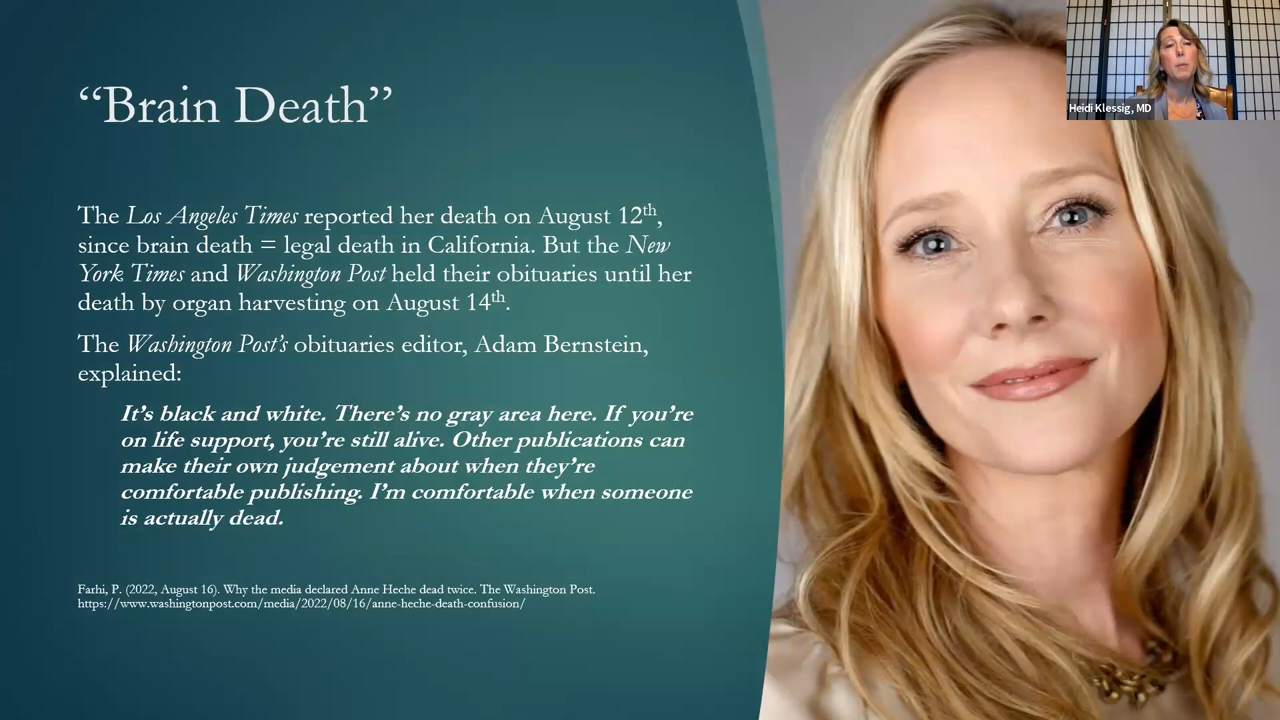 “Brain Death”
Heidi Klessig, MD
The Los Angeles Times reported her death on August 12th,
since brain death = legal death in California. But the New
York Times and Washington Post held their obituaries until her
death by organ harvesting on August 14th.
The Washington Post’s obituaries editor, Adam Bernstein,
explained:
It’s black and white. There’s no gray area here. If you’re
on life support, you’re still alive. Other publications can
make their own judgement about when they’re
comfortable publishing. I’m comfortable when someone
is actually dead.
Farhi, P. (2022, August 16). Why the media declared Anne Heche dead twice. The Washington Post.
https://www.washingtonpost.com/media/2022/08/16/anne-heche-death-confusion/